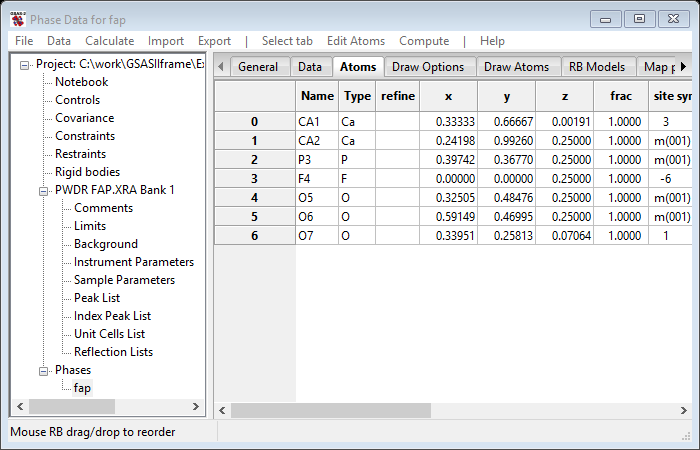 Phase Data for fap
File Data Calculate Import Export | Select tab Edit Atoms Compute | Help
Project: C:\work\GSASIIframe\Ex
Notebook
Controls
Covariance
Constraints
Restraints
Rigid bodies
PWDR FAP.XRA Bank 1
Comments
Limits
Background
Instrument Parameters
Sample Parameters
Peak List
Index Peak List
Unit Cells List
Reflection Lists
Phases
fap
General Data Atoms Draw Options Draw Atoms RB Models Map p
Name Type refine x y z frac site sym
0 CA1 Ca 0.33333 0.66667 0.00191 1.0000 3
1 CA2 Ca 0.24198 0.99260 0.25000 1.0000 m(001)
2 P3 P 0.39742 0.36770 0.25000 1.0000 m(001)
3 F4 F 0.00000 0.00000 0.25000 1.0000 -6
4 O5 O 0.32505 0.48476 0.25000 1.0000 m(001)
5 O6 O 0.59149 0.46995 0.25000 1.0000 m(001)
6 O7 O 0.33951 0.25813 0.07064 1.0000 1
Mouse RB drag/drop to reorder